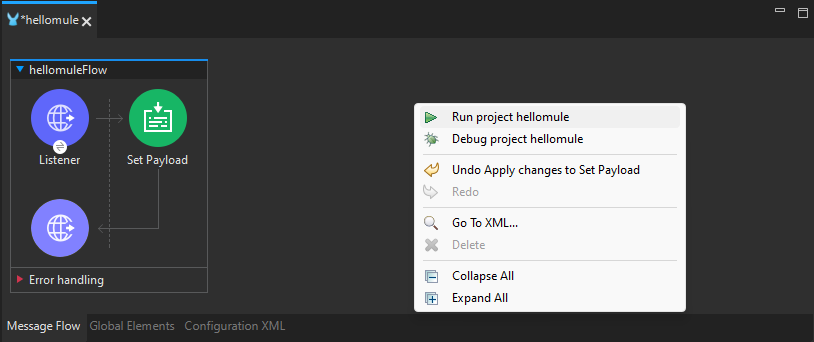 *hellomule
hellomuleFlow
Listener
Set Payload
Error handling
Run project hellomule
Debug project hellomule
Undo Apply changes to Set Payload
Redo
Go To XML...
Delete
Collapse All
Expand All
Message Flow Global Elements Configuration XML